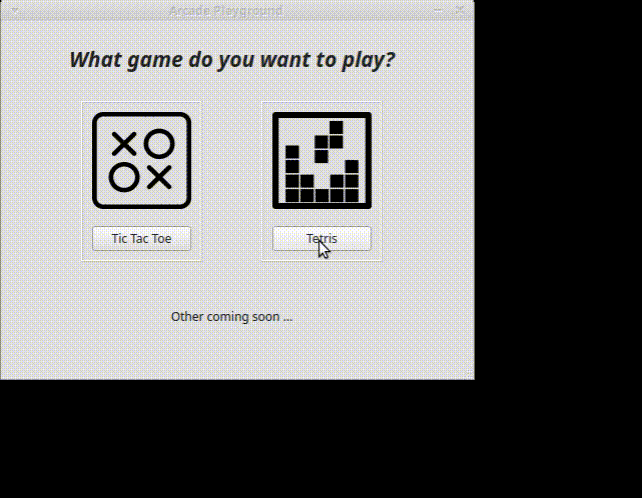 Arcade Playground
What game do you want to play?
Tic Tac Toe
Tetris
Other coming soon ...